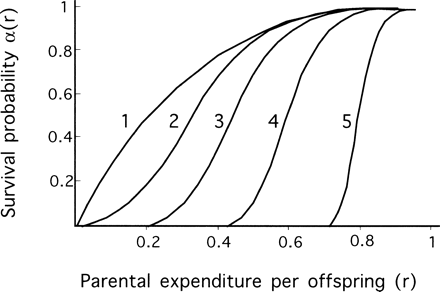 Survival probability α(r)
1
0.8
0.6
0.4
0.2
1 2 3 4 5
0.2 0.4 0.6 0.8 1
Parental expenditure per offspring (r)